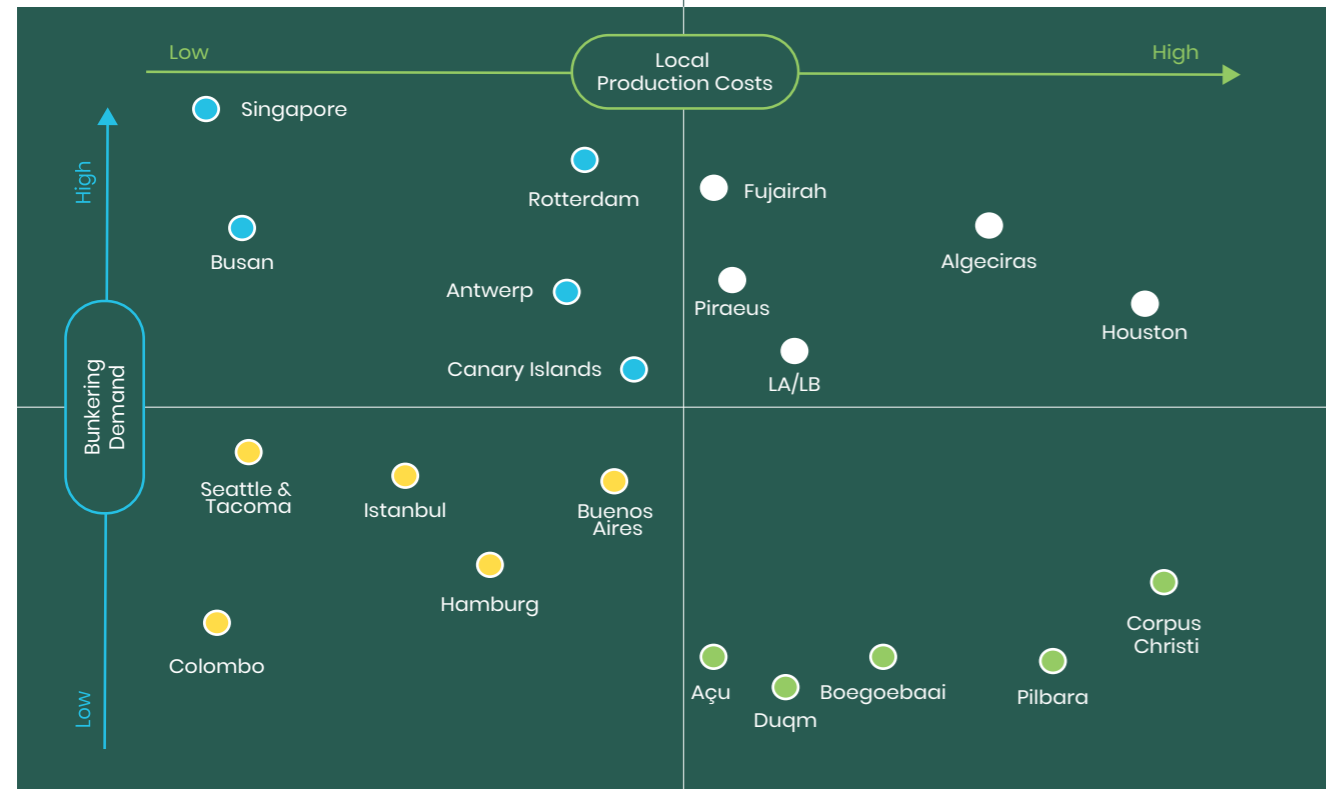 Low
Local
Production Costs
High
Singapore
High
Rotterdam
Fujairah
Busan
Algeciras
Antwerp
Piraeus
Houston
Canary Islands
LA/LB
Bunkering
Demand
Seattle &
Tacoma
Istanbul
Buenos
Aires
Hamburg
Colombo
Corpus
Christi
Low
Açu
Duqm
Boegoebaai
Pilbara